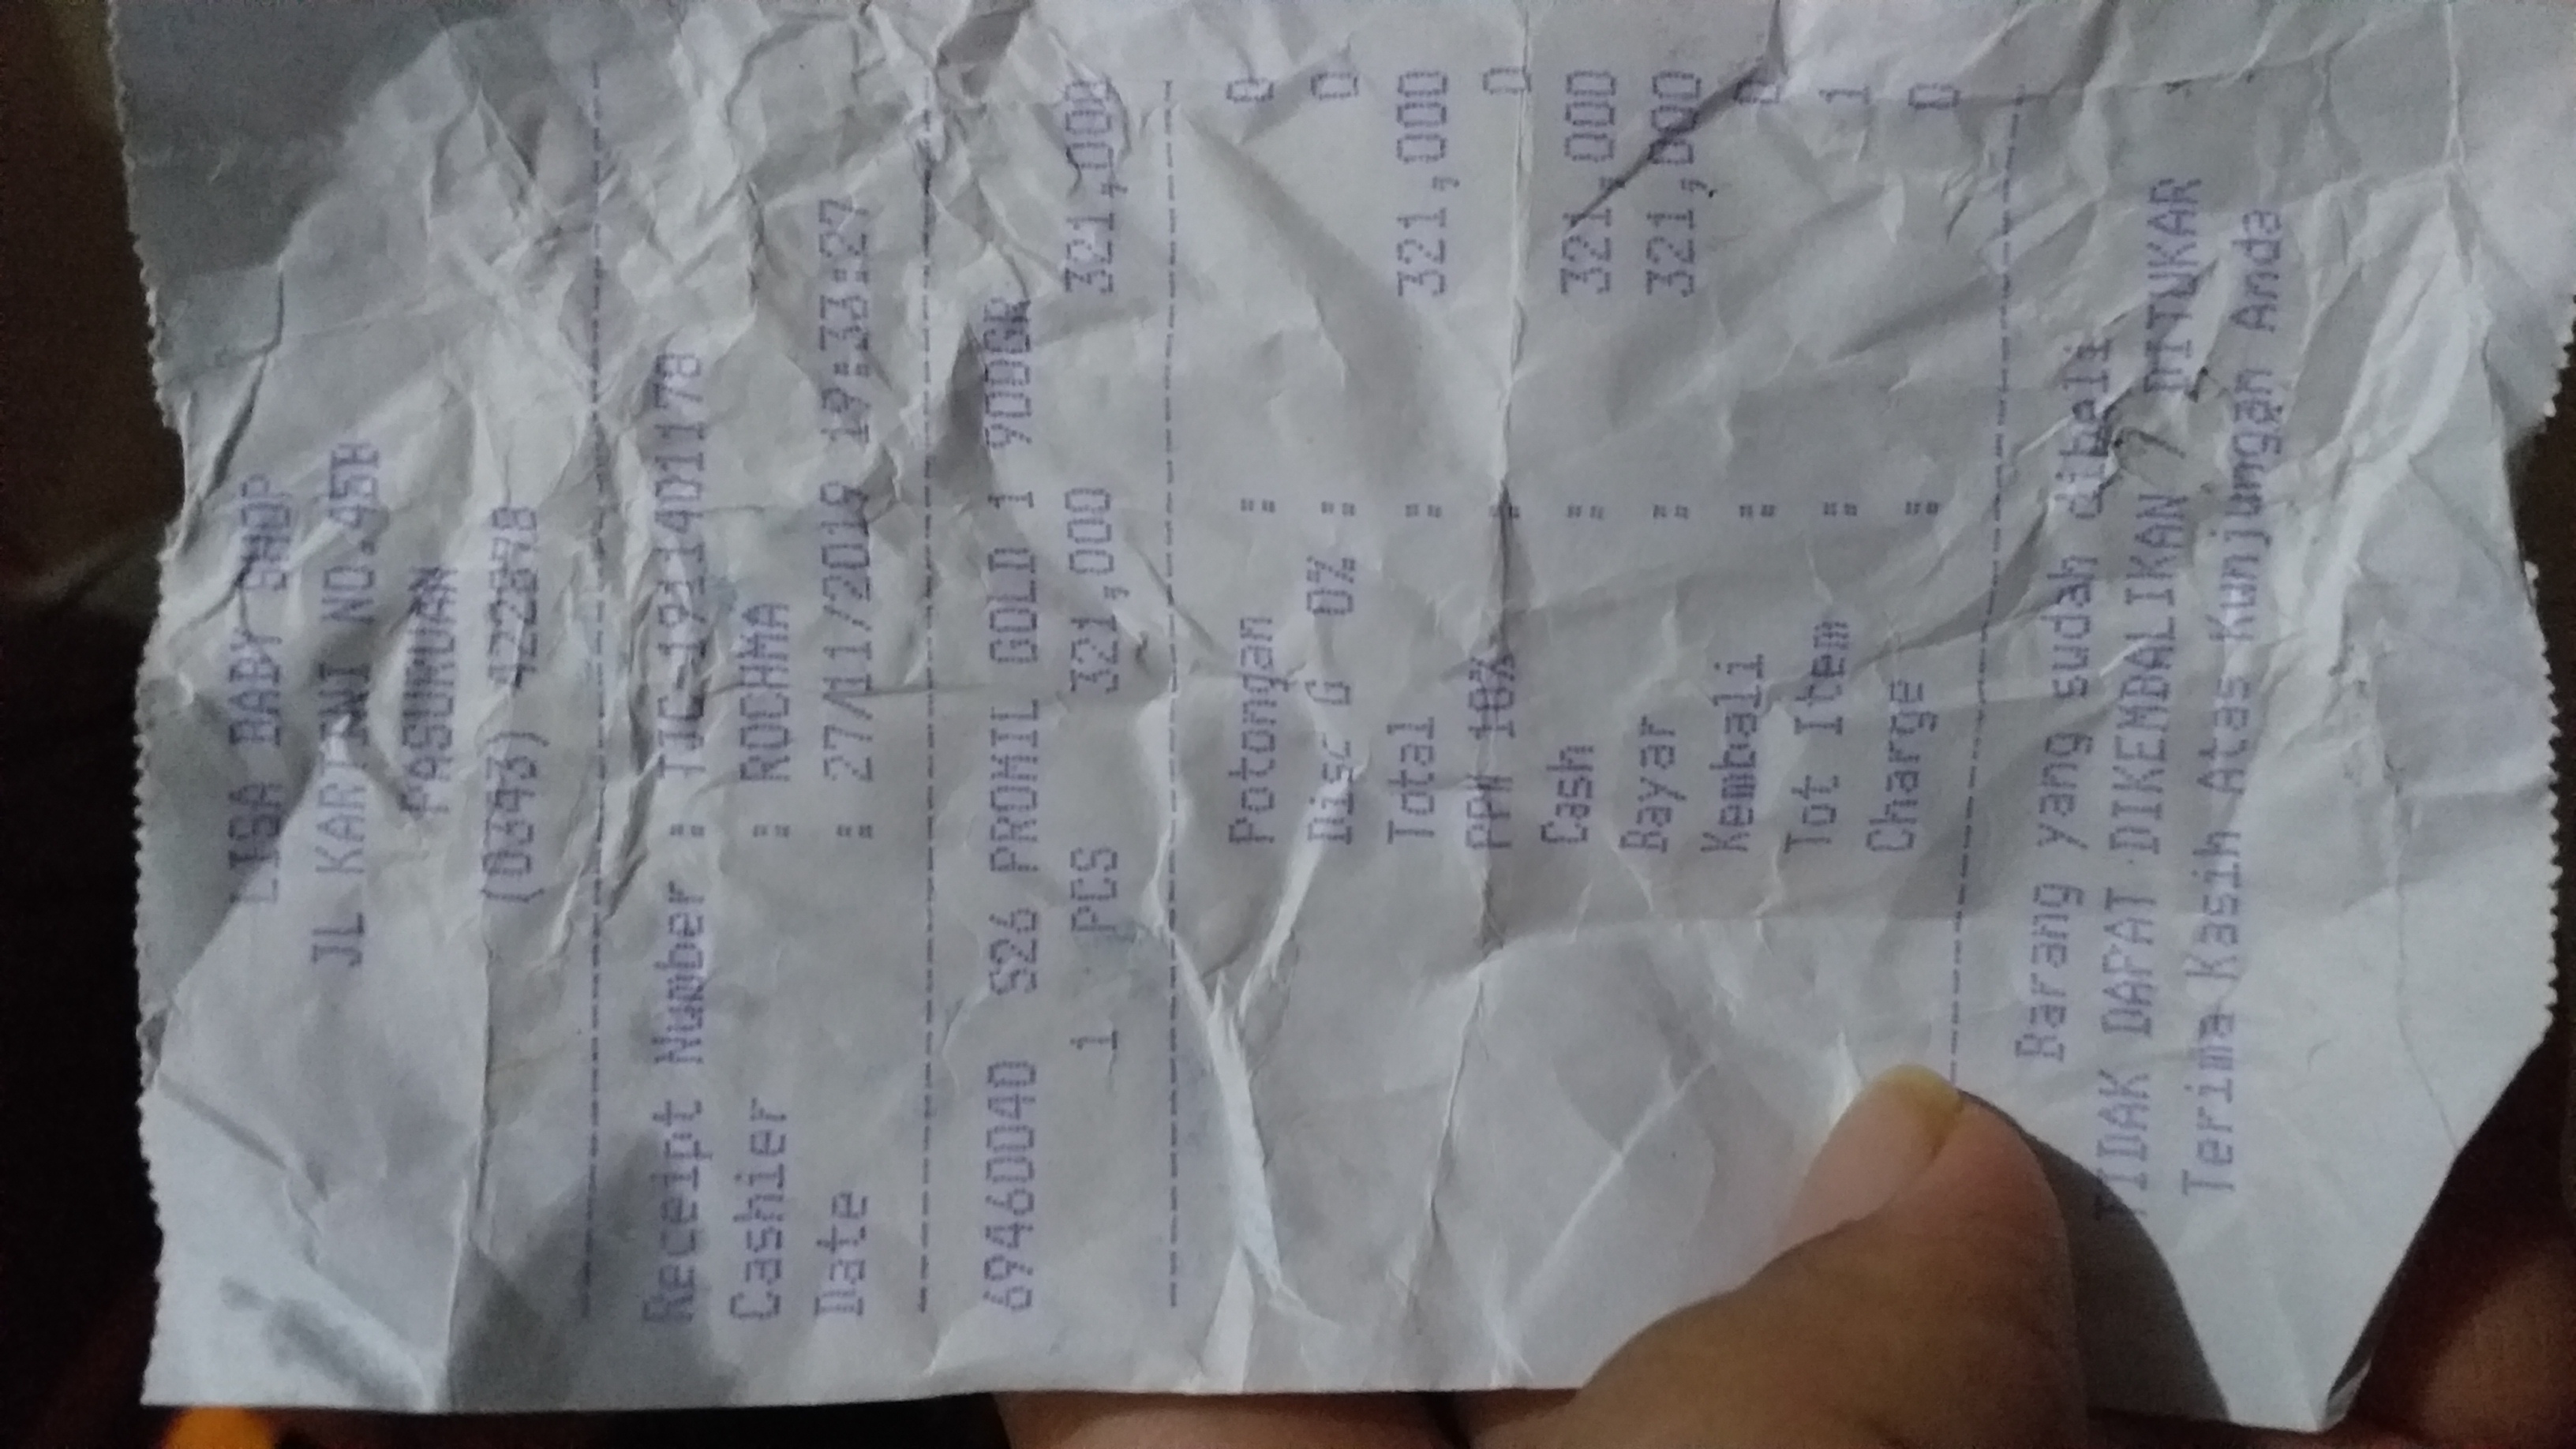 LISA BABY SHOP
JL KARTINI NO.45B
PASURUAN
(0343)
Receipt Number : TJC-1911401178
Cashier : ROCHMA
Date : 27/11/2019 19:33:27
69460040 S26 PROMIL GOLD 1 900GR
1 PCS 321,000 321,000
Potongan : 0
Disc G 0% : 0
Total : 321,000
PPN 10% : 0
Cash : 321,000
Bayar : 321,000
Kembali : 0
Tot Item : 1
Charge : 0
Barang yang sudah dibeli
TIDAK DAPAT DIKEMBALIKAN / DITUKAR
Terima Kasih Atas Kunjungan Anda